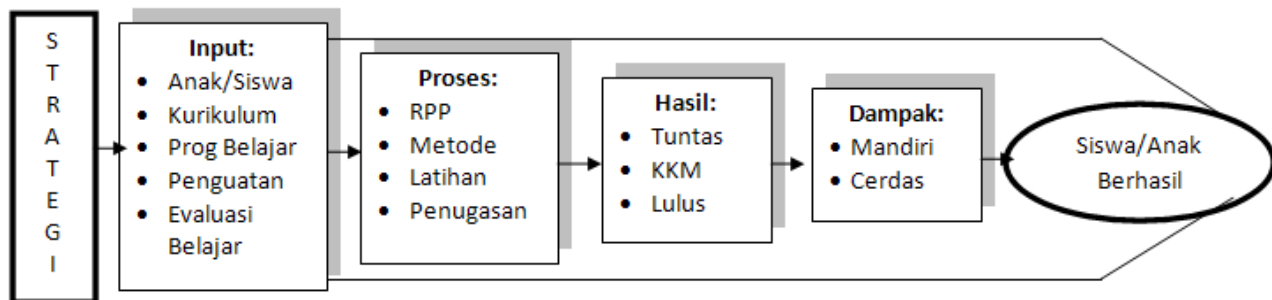 S
T
R
A
T
E
G
I
Input:
• Anak/Siswa
• Kurikulum
• Prog Belajar
• Penguatan
• Evaluasi
Belajar
Proses:
• RPP
• Metode
• Latihan
• Penugasan
Hasil:
• Tuntas
• KKM
• Lulus
Dampak:
• Mandiri
• Cerdas
Siswa/Anak
Berhasil